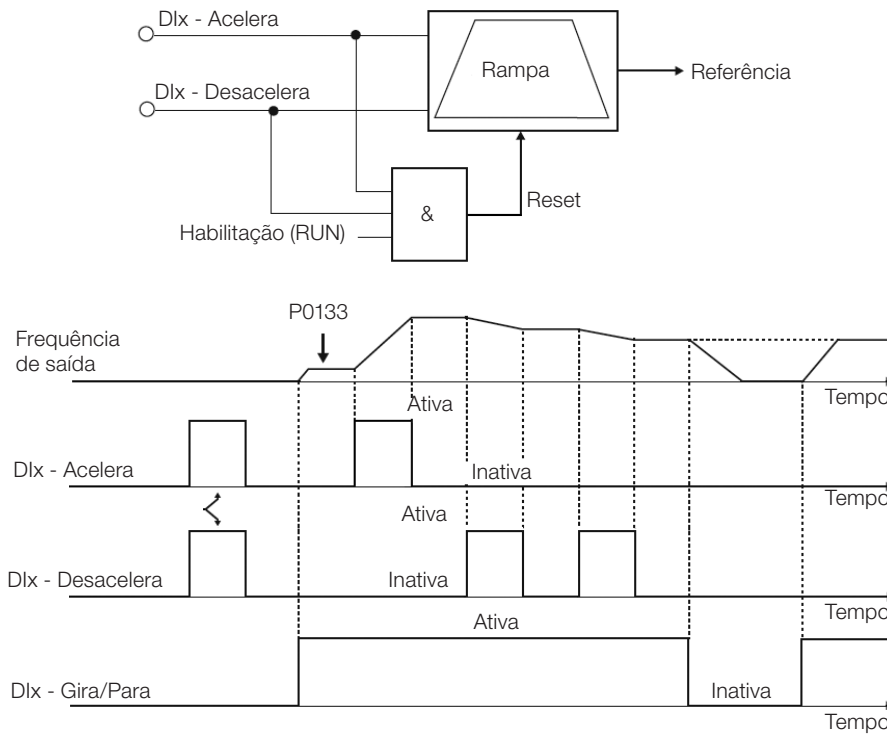 DIx - Acelera
DIx - Desacelera
Rampa
Referência
&
Reset
Habilitação (RUN)
P0133
Frequência
de saída
Tempo
Ativa
DIx - Acelera
Inativa
Tempo
Ativa
DIx - Desacelera
Inativa
Tempo
Ativa
DIx - Gira/Para
Inativa
Tempo